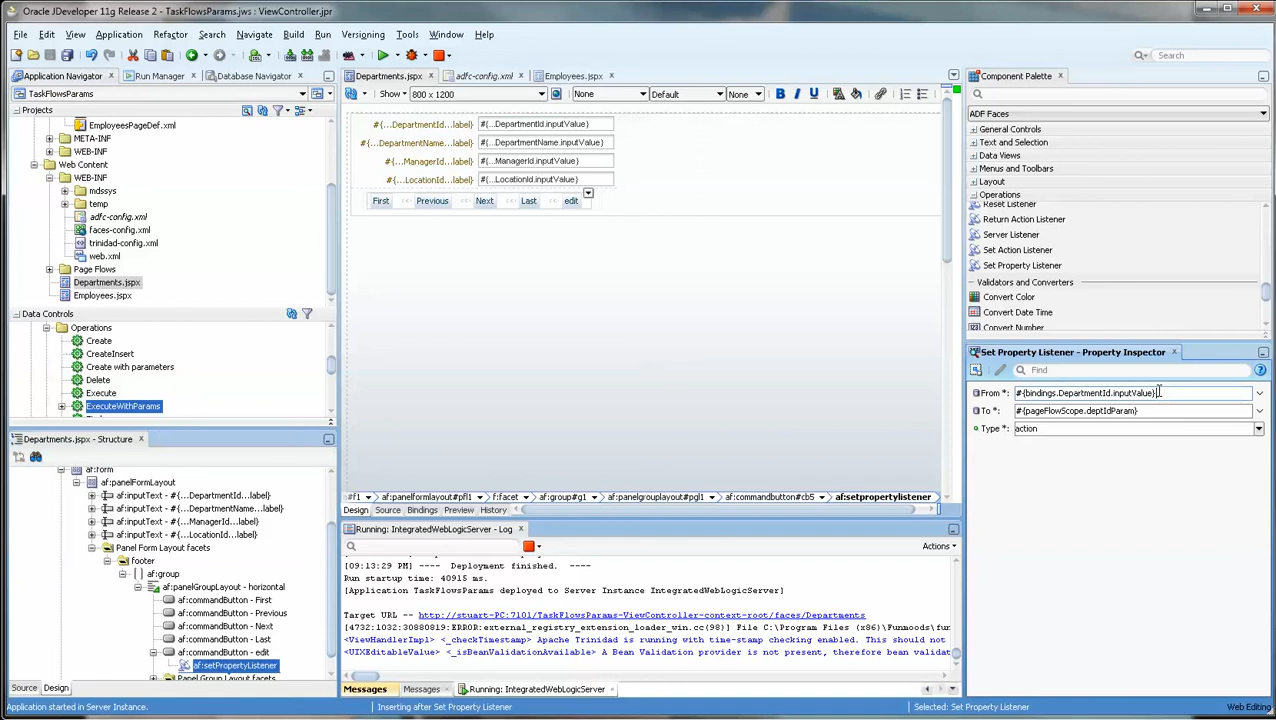 Oracle JDeveloper 11g Release 2 - TaskFlowsParams.jws : ViewController.jpr
File Edit View Application Refactor Search Navigate Build Run Versioning Tools Window Help
Search
Application Navigator Run Manager Database Navigator
TaskFlowsParams
Projects
EmployeesPageDef.xml
META-INF
WEB-INF
Web Content
WEB-INF
mdssys
temp
adfc-config.xml
faces-config.xml
trinidad-config.xml
web.xml
Page Flows
Departments.jspx
Employees.jspx
Data Controls
Operations
Create
CreateInsert
Create with parameters
Delete
Execute
ExecuteWithParams
Departments.jspx - Structure
af:form
af:panelFormLayout
af:inputText - #{...DepartmentId...label}
af:inputText - #{...DepartmentName...label}
af:inputText - #{...ManagerId...label}
af:inputText - #{...LocationId...label}
Panel Form Layout facets
footer
af:group
af:panelGroupLayout - horizontal
af:commandButton - First
af:commandButton - Previous
af:commandButton - Next
af:commandButton - Last
af:commandButton - edit
af:setPropertyListener
Panel Group Layout facets
Source Design
Departments.jspx adfc-config.xml Employees.jspx
Show 800 x 1200 None Default None B I U
#{...DepartmentId...label} #{...DepartmentId.inputValue}
#{...DepartmentName...label} #{...DepartmentName.inputValue}
#{...ManagerId...label} #{...ManagerId.inputValue}
#{...LocationId...label} #{...LocationId.inputValue}
First Previous Next Last edit
#f1 af:panelformlayout#pfl1 f:facet af:group#g1 af:panelgrouplayout#pgl1 af:commandbutton#cb5 af:setpropertylistener
Design Source Bindings Preview History
Running: IntegratedWebLogicServer - Log
Actions
[09:13:29 PM] ---- Deployment finished. ----
Run startup time: 40915 ms.
[Application TaskFlowsParams deployed to Server Instance IntegratedWebLogicServer]
Target URL -- http://stuart-PC:7101/TaskFlowsParams-ViewController-context-root/faces/Departments
[4732:1032:30880819:ERROR:external_registry_extension_loader_win.cc(98)] File C:\Program Files (x86)\Funmoods\fun
<ViewHandlerImpl> <_checkTimestamp> Apache Trinidad is running with time-stamp checking enabled. This should not
<UIXEditableValue> <_isBeanValidationAvailable> A Bean Validation provider is not present, therefore bean validat
Messages Messages Running: IntegratedWebLogicServer
Component Palette
ADF Faces
General Controls
Text and Selection
Data Views
Menus and Toolbars
Layout
Operations
Reset Listener
Return Action Listener
Server Listener
Set Action Listener
Set Property Listener
Validators and Converters
Convert Color
Convert Date Time
Convert Number
Set Property Listener - Property Inspector
Find
From *: #{bindings.DepartmentId.inputValue}
To *: #{pageFlowScope.deptIdParam}
Type *: action
Application started in Server Instance. Inserting after Set Property Listener Selected: Set Property Listener Web Editing